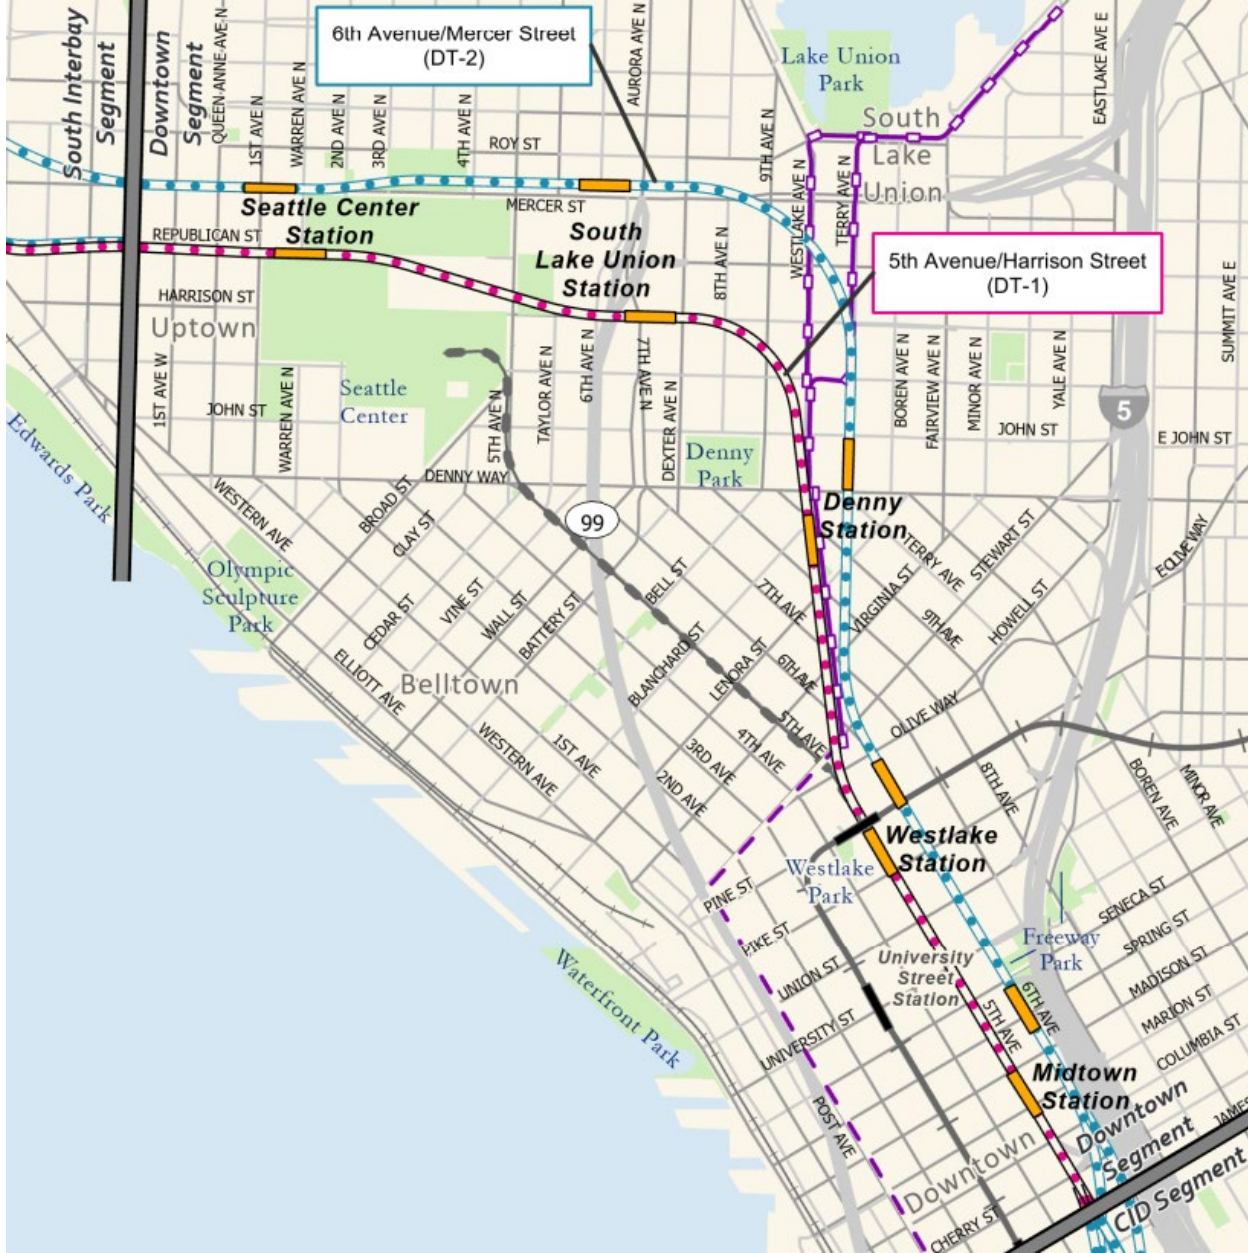 6th Avenue/Mercer Street
(DT-2)
5th Avenue/Harrison Street
(DT-1)
South Interbay
Segment
Downtown
Segment
QUEEN ANNE AVE N
1ST AVE N
WARREN AVE N
2ND AVE N
3RD AVE N
4TH AVE N
ROY ST
AURORA AVE N
9TH AVE N
WESTLAKE AVE N
TERRY AVE N
EASTLAKE AVE E
Lake Union
Park
South
Lake
Union
MERCER ST
Seattle Center
Station
South
Lake Union
Station
REPUBLICAN ST
HARRISON ST
Uptown
8TH AVE N
SUMMIT AVE E
1ST AVE W
JOHN ST
WARREN AVE N
Seattle
Center
5TH AVE N
TAYLOR AVE N
6TH AVE N
7TH AVE N
DEXTER AVE N
BOREN AVE N
FAIRVIEW AVE N
MINOR AVE N
YALE AVE N
JOHN ST
5
E JOHN ST
Edwards Park
DENNY WAY
Denny
Park
99
Denny
Station
WESTERN AVE
BROAD ST
CLAY ST
Olympic
Sculpture
Park
CEDAR ST
VINE ST
WALL ST
BATTERY ST
BELL ST
BLANCHARD ST
LENORA ST
7TH AVE
6TH AVE
5TH AVE
VIRGINIA ST
TERRY AVE
STEWART ST
9TH AVE
HOWELL ST
E OLIVE WAY
ELLIOTT AVE
Belltown
WESTERN AVE
1ST AVE
2ND AVE
3RD AVE
4TH AVE
OLIVE WAY
8TH AVE
BOREN AVE
MINOR AVE
Westlake
Station
Westlake
Park
PINE ST
PIKE ST
UNION ST
UNIVERSITY ST
University
Street
Station
Freeway
Park
SENECA ST
SPRING ST
MADISON ST
MARION ST
COLUMBIA ST
5TH AVE
6TH AVE
Waterfront Park
POST AVE
Midtown
Station
Downtown
Downtown
Segment
CID Segment
JAMES
CHERRY ST